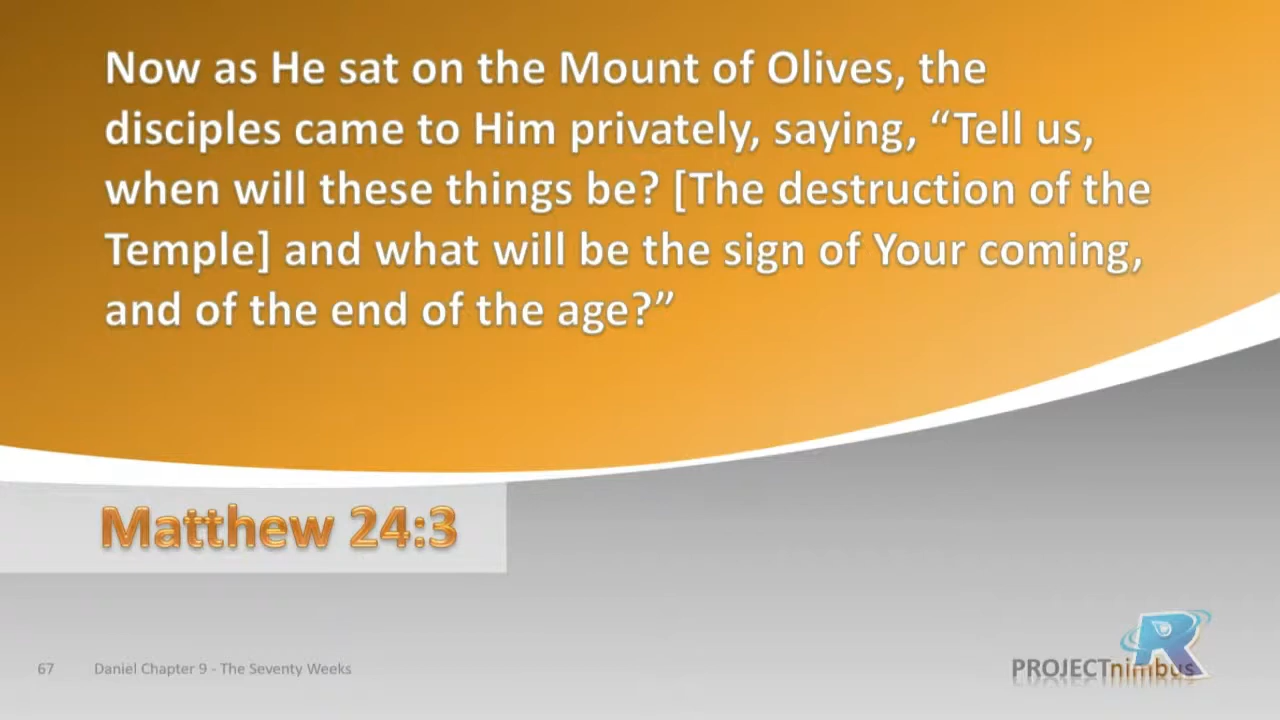 Now as He sat on the Mount of Olives, the
disciples came to Him privately, saying, “Tell us,
when will these things be? [The destruction of the
Temple] and what will be the sign of Your coming,
and of the end of the age?”
Matthew 24:3
67 Daniel Chapter 9 - The Seventy Weeks
PROJECTnimbus
R